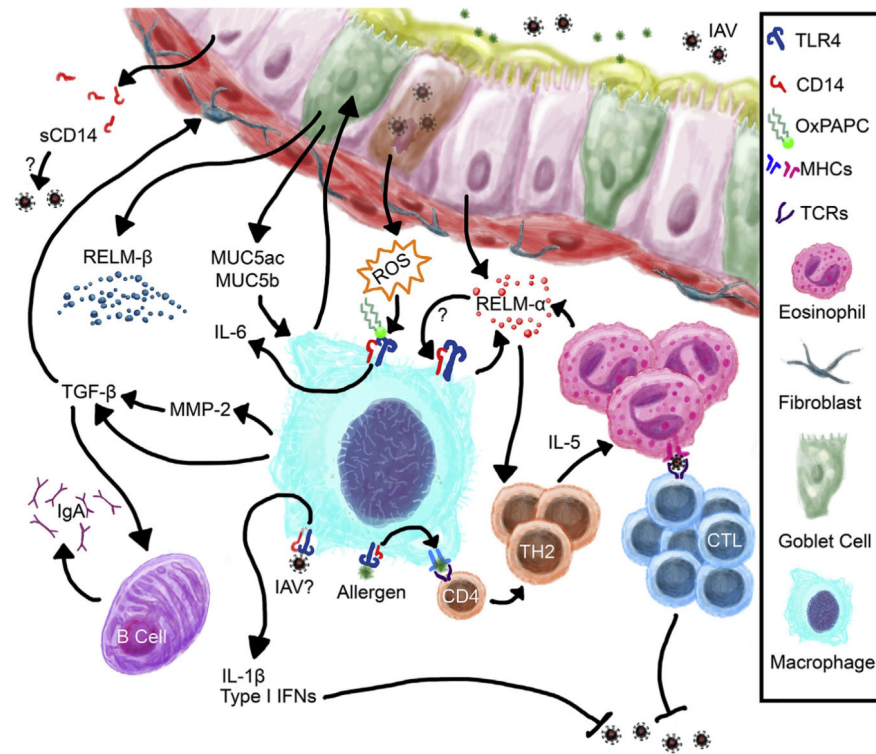 IAV
sCD14
?
RELM-β
MUC5ac
MUC5b
ROS
RELM-α
?
IL-6
TGF-β
MMP-2
IL-5
IgA
TH2
CTL
IAV?
Allergen
CD4
B Cell
IL-1β
Type I IFNs
TLR4
CD14
OxPAPC
MHCs
TCRs
Eosinophil
Fibroblast
Goblet Cell
Macrophage